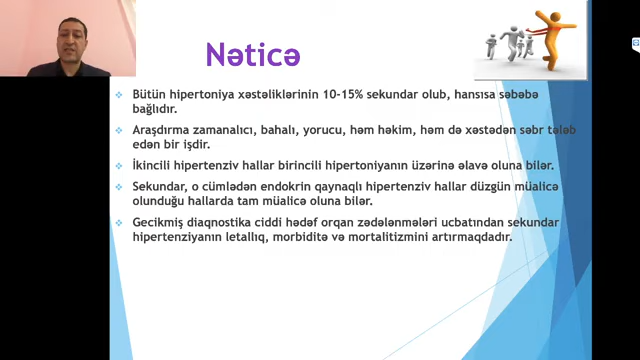 Nəticə
Bütün hipertoniya xəstəliklərinin 10-15% sekundar olub, hansısa səbəbə
bağlıdır.
Araşdırma zamanalıcı, bahalı, yorucu, həm həkim, həm də xəstədən səbr tələb
edən bir işdir.
İkincili hipertenziv hallar birincili hipertoniyanın üzərinə əlavə oluna bilər.
Sekundar, o cümlədən endokrin qaynaqlı hipertenziv hallar düzgün müalicə
olunduğu hallarda tam müalicə oluna bilər.
Gecikmiş diaqnostika ciddi hədəf orqan zədələnmələri ucbatından sekundar
hipertenziyanın letallıq, morbiditə və mortalitizmini artırmaqdadır.